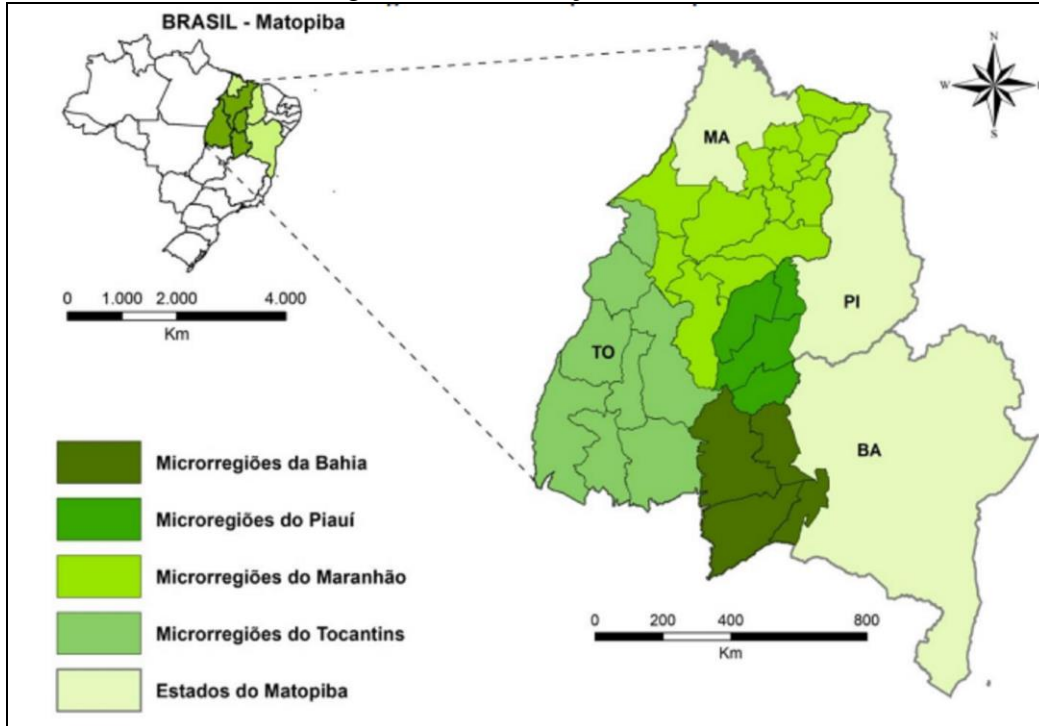 BRASIL - Matopiba
0 1.000 2.000 4.000
Km
N
W
S
MA
PI
TO
BA
Microrregiões da Bahia
Microregiões do Piauí
Microrregiões do Maranhão
Microrregiões do Tocantins
Estados do Matopiba
0 200 400 800
Km